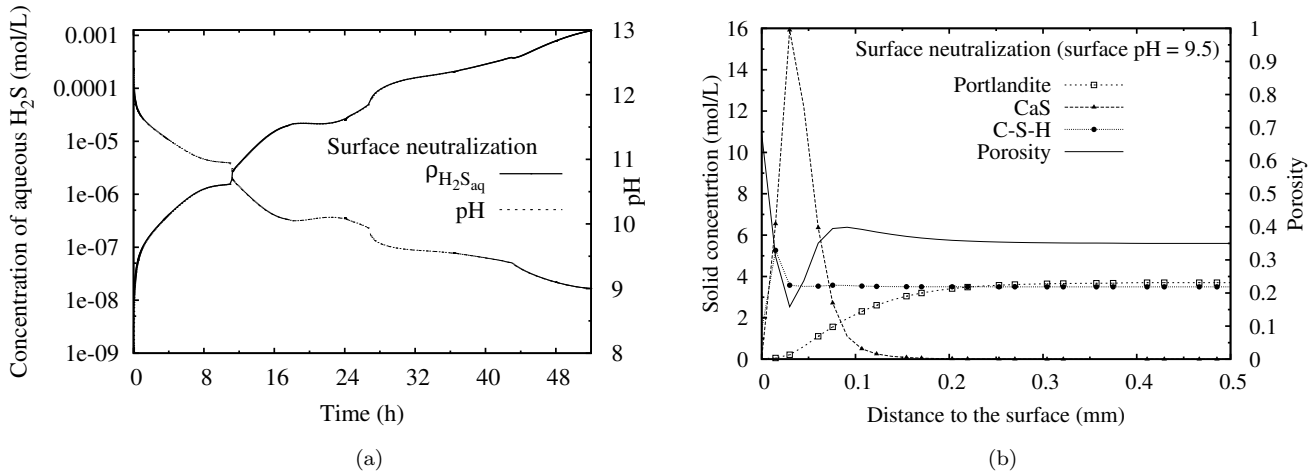 Concentration of aqueous H2S (mol/L)
0.001
0.0001
1e-05
1e-06
1e-07
1e-08
1e-09
0 8 16 24 32 40 48
Time (h)
13
12
11
10
9
8
pH
Surface neutralization
ρH2Saq
pH
(a)
Solid concentrtion (mol/L)
16
14
12
10
8
6
4
2
0
0 0.1 0.2 0.3 0.4 0.5
Distance to the surface (mm)
1
0.9
0.8
0.7
0.6
0.5
0.4
0.3
0.2
0.1
0
Porosity
Surface neutralization (surface pH = 9.5)
Portlandite
CaS
C-S-H
Porosity
(b)